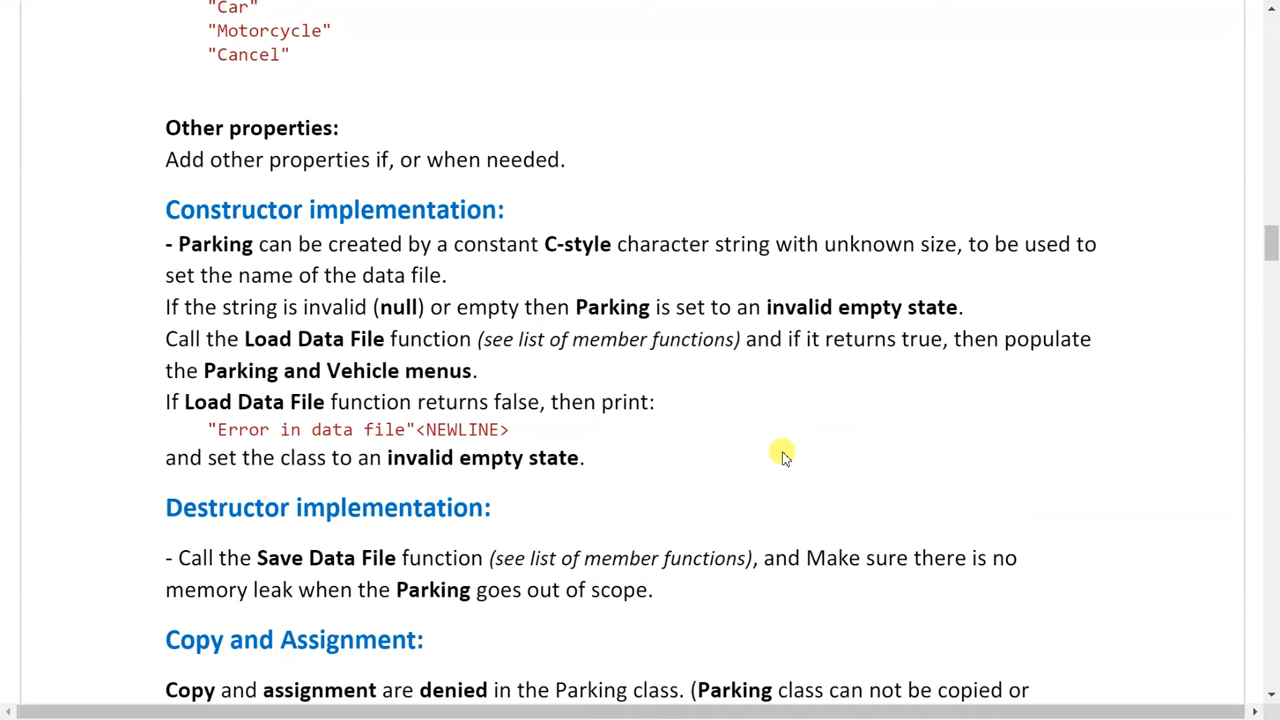 "Car"
"Motorcycle"
"Cancel"
Other properties:
Add other properties if, or when needed.
Constructor implementation:
- Parking can be created by a constant C-style character string with unknown size, to be used to
set the name of the data file.
If the string is invalid (null) or empty then Parking is set to an invalid empty state.
Call the Load Data File function (see list of member functions) and if it returns true, then populate
the Parking and Vehicle menus.
If Load Data File function returns false, then print:
"Error in data file"<NEWLINE>
and set the class to an invalid empty state.
Destructor implementation:
- Call the Save Data File function (see list of member functions), and Make sure there is no
memory leak when the Parking goes out of scope.
Copy and Assignment:
Copy and assignment are denied in the Parking class. (Parking class can not be copied or